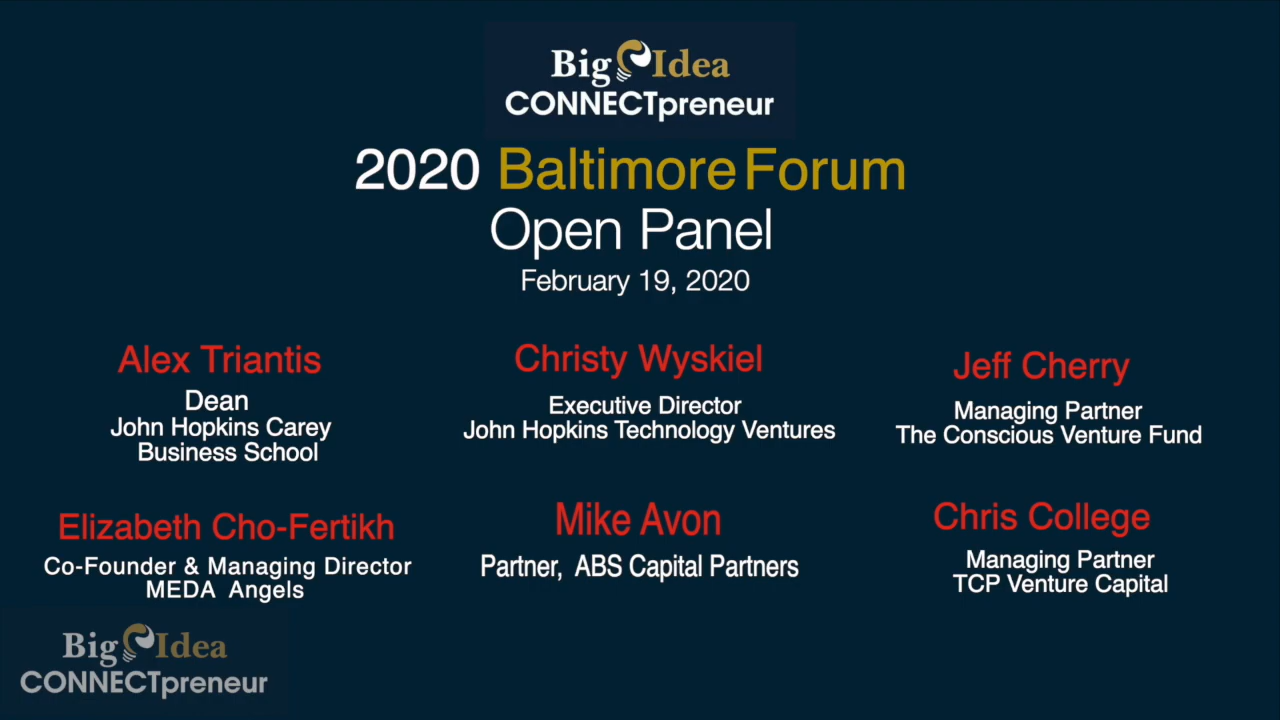 Big Idea
CONNECTpreneur
2020 Baltimore Forum
Open Panel
February 19, 2020
Alex Triantis
Dean
John Hopkins Carey
Business School
Christy Wyskiel
Executive Director
John Hopkins Technology Ventures
Jeff Cherry
Managing Partner
The Conscious Venture Fund
Elizabeth Cho-Fertikh
Co-Founder & Managing Director
MEDA Angels
Mike Avon
Partner, ABS Capital Partners
Chris College
Managing Partner
TCP Venture Capital
Big Idea
CONNECTpreneur